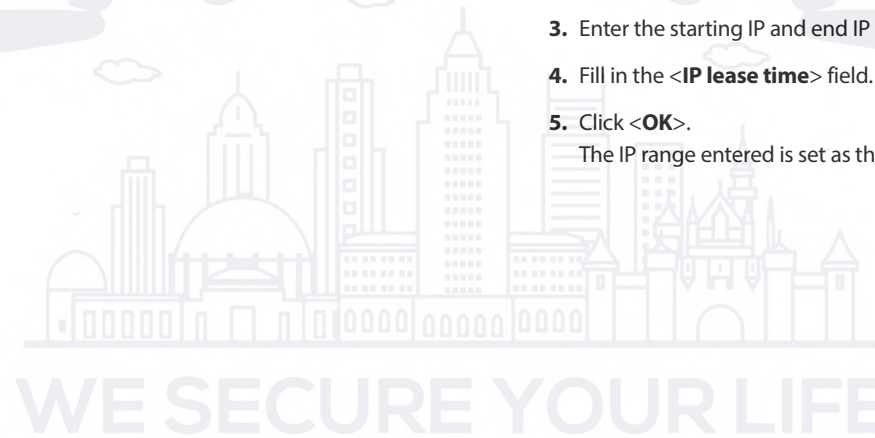 3. Enter the starting IP and end IP
4. Fill in the <IP lease time> field.
5. Click <OK>.
The IP range entered is set as th
WE SECURE YOUR LIFE